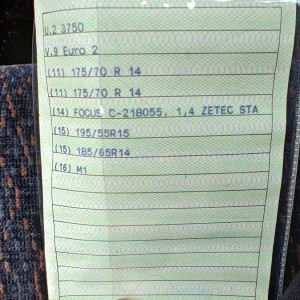 U.2 3750
V.9 Euro 2
(11) 175/70 R 14
(11) 175/70 R 14
(14) FOCUS C-218055, 1,4 ZETEC STA
(15) 195/55R15
(15) 185/65R14
(16) M1